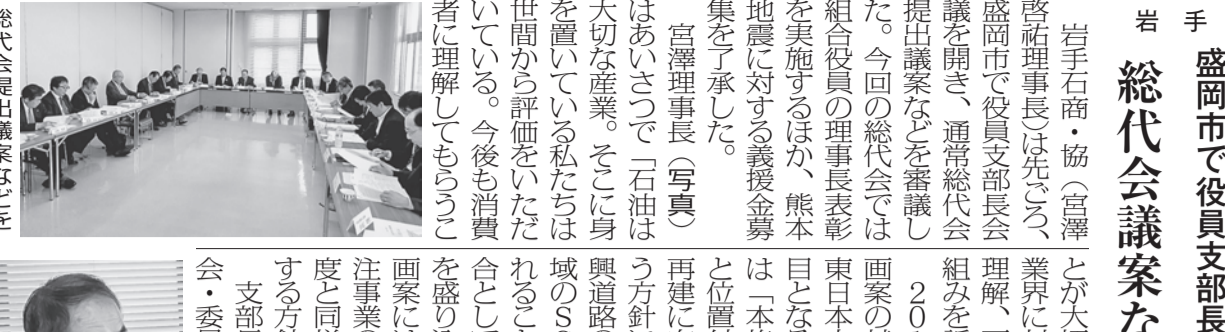 岩手
盛岡市で役員支部長
総代会議案た
岩手石商・協（宮澤
啓祐理事長）は先ごろ、
盛岡市で役員支部長会
議を開き、通常総代会
提出議案などを審議し
た。今回の総代会では
組合役員の理事長表彰
を実施するほか、熊本
地震に対する義援金募
集を了承した。
宮澤理事長（写真）
はあいさつで「石油は
大切な産業。そこに身
を置いている私たちは
世間から評価をいただ
いている。今後も消費
者に理解してもらうこ
総代会提出議案などを
とが大
業界に
理解、
組みを
２０
画案の
東日本
目とな
は「本
と位置
再建に
う方針
興道路
域のＳ
れるこ
合とし
を盛り
画案に
注事業
度と同
する方
支部
会・委